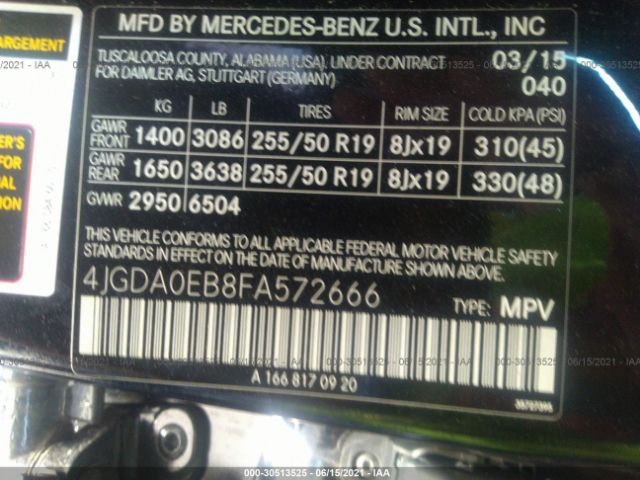 MFD BY MERCEDES-BENZ U.S. INTL., INC
TUSCALOOSA COUNTY, ALABAMA (USA), UNDER CONTRACT 03/15
FOR DAIMLER AG, STUTTGART (GERMANY) 040
KG LB TIRES RIM SIZE COLD KPA (PSI)
GAWR FRONT 1400 3086 255/50 R19 8Jx19 310(45)
GAWR REAR 1650 3638 255/50 R19 8Jx19 330(48)
GVWR 2950 6504
THIS VEHICLE CONFORMS TO ALL APPLICABLE FEDERAL MOTOR VEHICLE SAFETY
STANDARDS IN EFFECT ON THE DATE OF MANUFACTURE SHOWN ABOVE.
4JGDA0EB8FA572666 TYPE: MPV
A 166 817 09 20
ARGEMENT
FOR
000-30513525 - 06/15/2021 - IAA